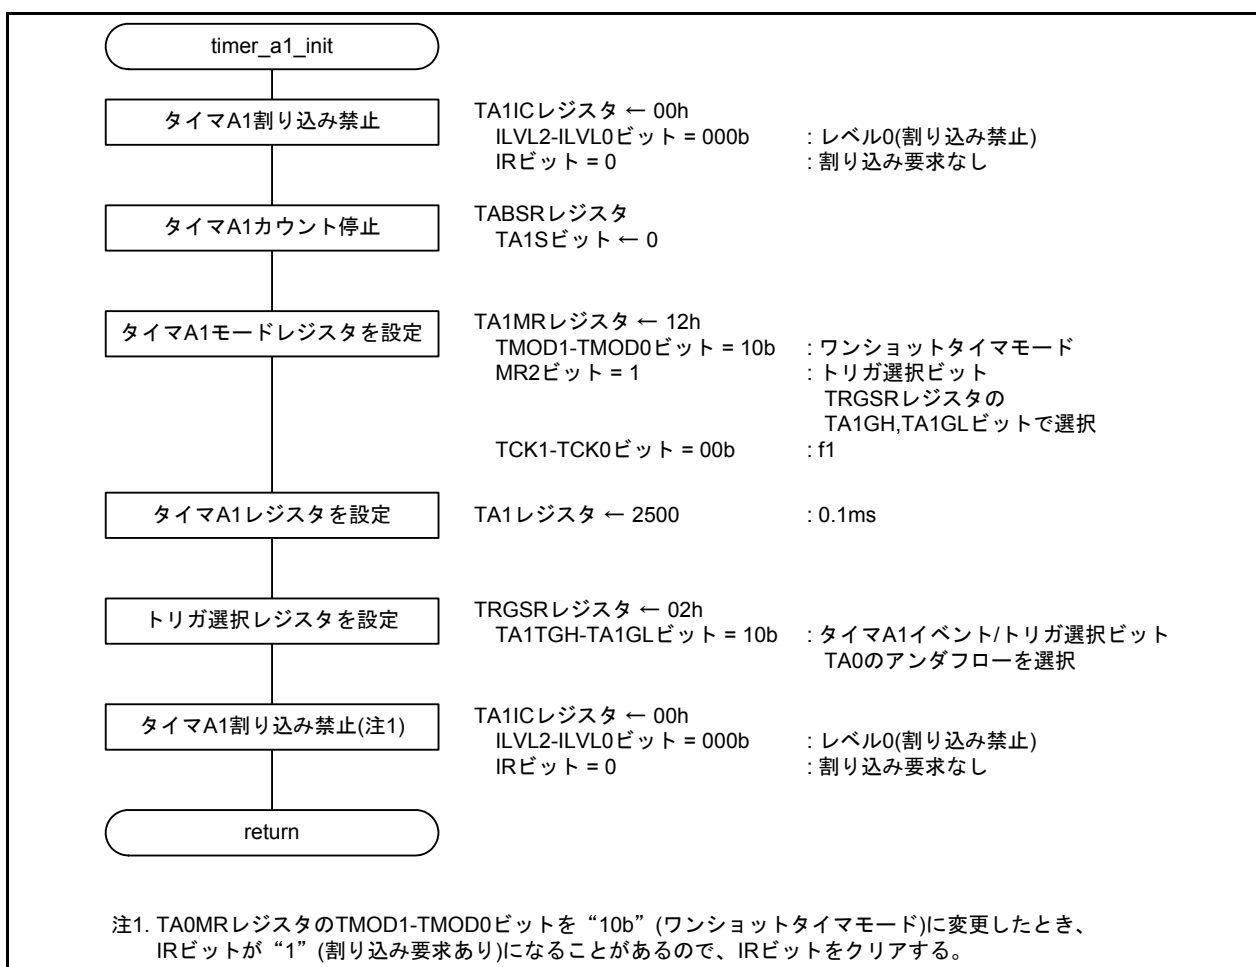 timer_a1_init
タイマA1割り込み禁止
TA1ICレジスタ ← 00h
ILVL2-ILVL0ビット = 000b : レベル0(割り込み禁止)
IRビット = 0 : 割り込み要求なし
タイマA1カウント停止
TABSRレジスタ
TA1Sビット ← 0
タイマA1モードレジスタを設定
TA1MRレジスタ ← 12h
TMOD1-TMOD0ビット = 10b : ワンショットタイマモード
MR2ビット = 1 : トリガ選択ビット
TRGSRレジスタの
TA1GH,TA1GLビットで選択
TCK1-TCK0ビット = 00b : f1
タイマA1レジスタを設定
TA1レジスタ ← 2500 : 0.1ms
トリガ選択レジスタを設定
TRGSRレジスタ ← 02h
TA1TGH-TA1GLビット = 10b : タイマA1イベント/トリガ選択ビット
TA0のアンダフローを選択
タイマA1割り込み禁止(注1)
TA1ICレジスタ ← 00h
ILVL2-ILVL0ビット = 000b : レベル0(割り込み禁止)
IRビット = 0 : 割り込み要求なし
return
注1. TA0MRレジスタのTMOD1-TMOD0ビットを“10b”(ワンショットタイマモード)に変更したとき、
IRビットが“1”(割り込み要求あり)になることがあるので、IRビットをクリアする。